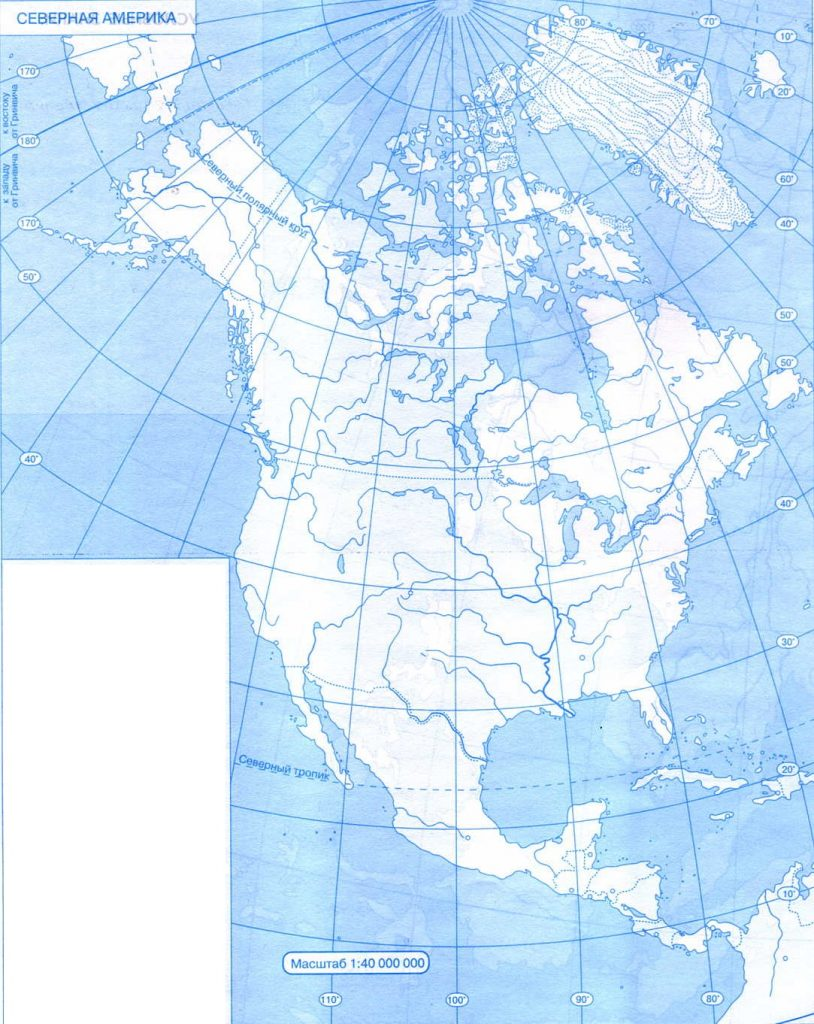 СЕВЕРНАЯ АМЕРИКА
80°
70°
10°
170°
20°
к востоку
от Гринвича
180°
к западу
от Гринвича
Северный полярный круг
60°
170°
40°
50°
50°
50°
40°
40°
30°
Северный тропик
20°
10°
Масштаб 1:40 000 000
110°
100°
90°
80°